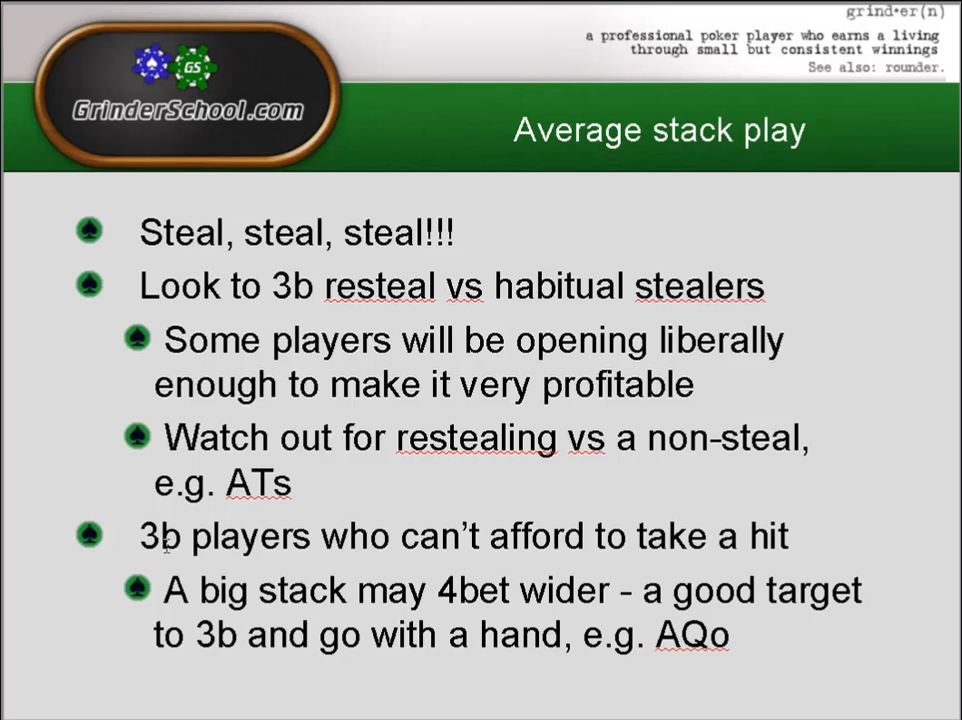 grind•er(n)
a professional poker player who earns a living
through small but consistent winnings
See also: rounder.
GS
GrinderSchool.com
Average stack play
Steal, steal, steal!!!
Look to 3b resteal vs habitual stealers
Some players will be opening liberally
enough to make it very profitable
Watch out for restealing vs a non-steal,
e.g. ATs
3b players who can't afford to take a hit
A big stack may 4bet wider - a good target
to 3b and go with a hand, e.g. AQo